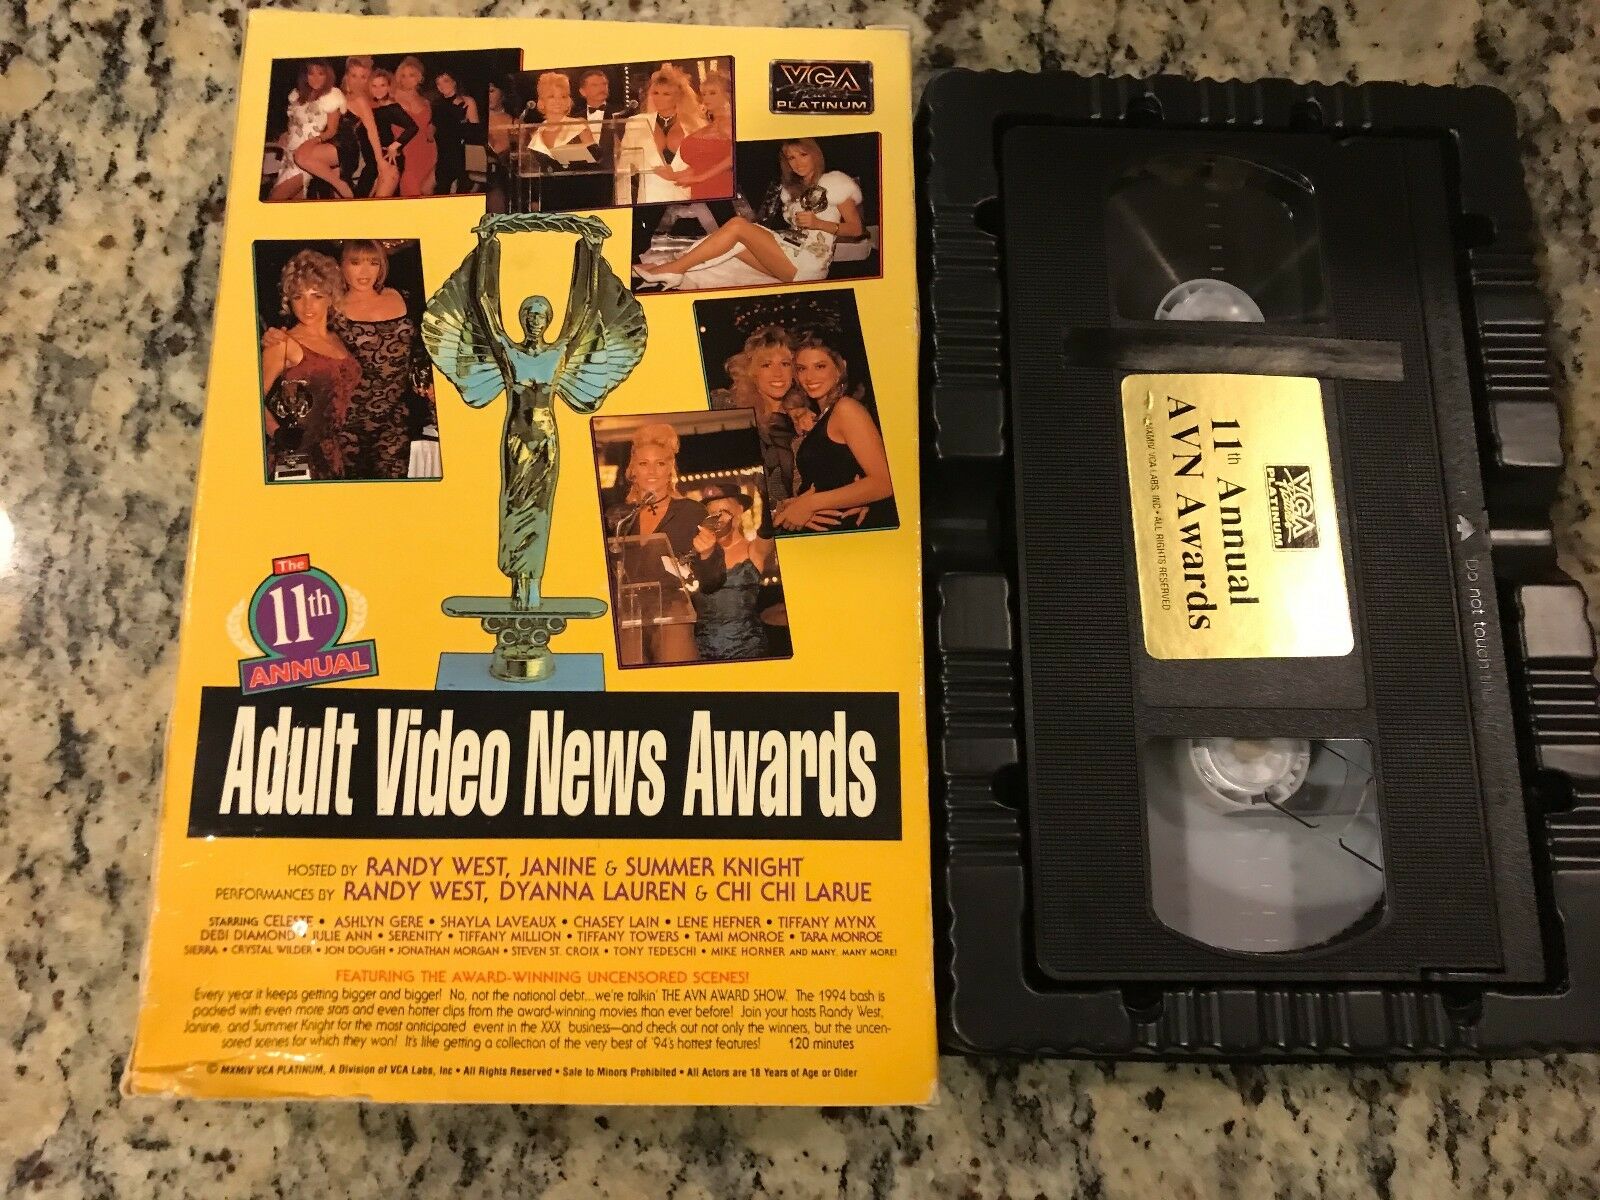 VCA
PLATINUM
The
11th
ANNUAL
Adult Video News Awards
HOSTED BY RANDY WEST, JANINE & SUMMER KNIGHT
PERFORMANCES BY RANDY WEST, DYANNA LAUREN & CHI CHI LARUE
STARRING CELESTE • ASHLYN GERE • SHAYLA LAVEAUX • CHASEY LAIN • LENE HEFNER • TIFFANY MYNX
DEBI DIAMOND • JULIE ANN • SERENITY • TIFFANY MILLION • TIFFANY TOWERS • TAMI MONROE • TARA MONROE
SIERRA • CRYSTAL WILDER • JON DOUGH • JONATHAN MORGAN • STEVEN ST. CROIX • TONY TEDESCHI • MIKE HORNER AND MANY, MANY MORE!
FEATURING THE AWARD-WINNING UNCENSORED SCENES!
Every year it keeps getting bigger and bigger! No, not the national debt...we're talkin' THE AVN AWARD SHOW. The 1994 bash is
packed with even more stars and even hotter clips from the award-winning movies than ever before! Join your hosts Randy West,
Janine, and Summer Knight for the most anticipated event in the XXX business—and check out not only the winners, but the uncen-
sored scenes for which they won! It's like getting a collection of the very best of '94's hottest features! 120 minutes
© MXMIV VCA PLATINUM, A Division of VCA Labs, Inc • All Rights Reserved • Sale to Minors Prohibited • All Actors are 18 Years of Age or Older
VCA
PLATINUM
11th Annual
AVN Awards
© MXMIV VCA LABS, INC • ALL RIGHTS RESERVED
Do not touch